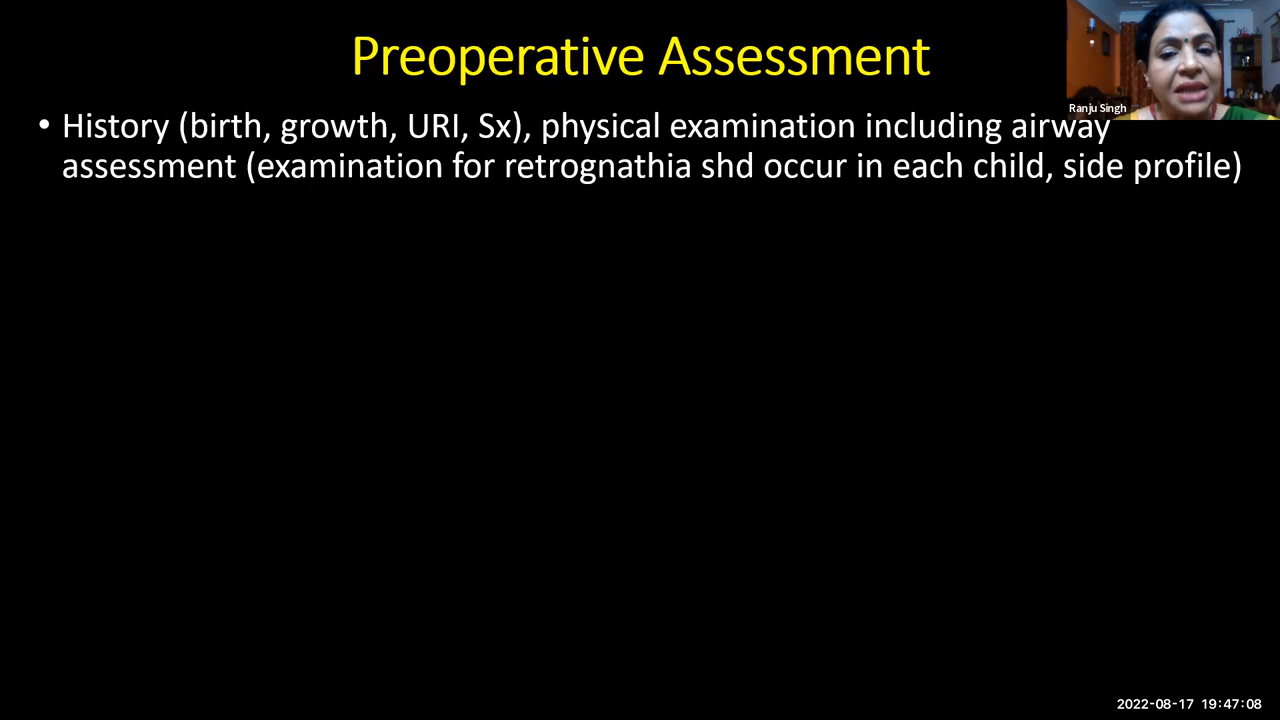 Preoperative Assessment
Ranju Singh
• History (birth, growth, URI, Sx), physical examination including airway
assessment (examination for retrognathia shd occur in each child, side profile)
2022-08-17 19:47:08